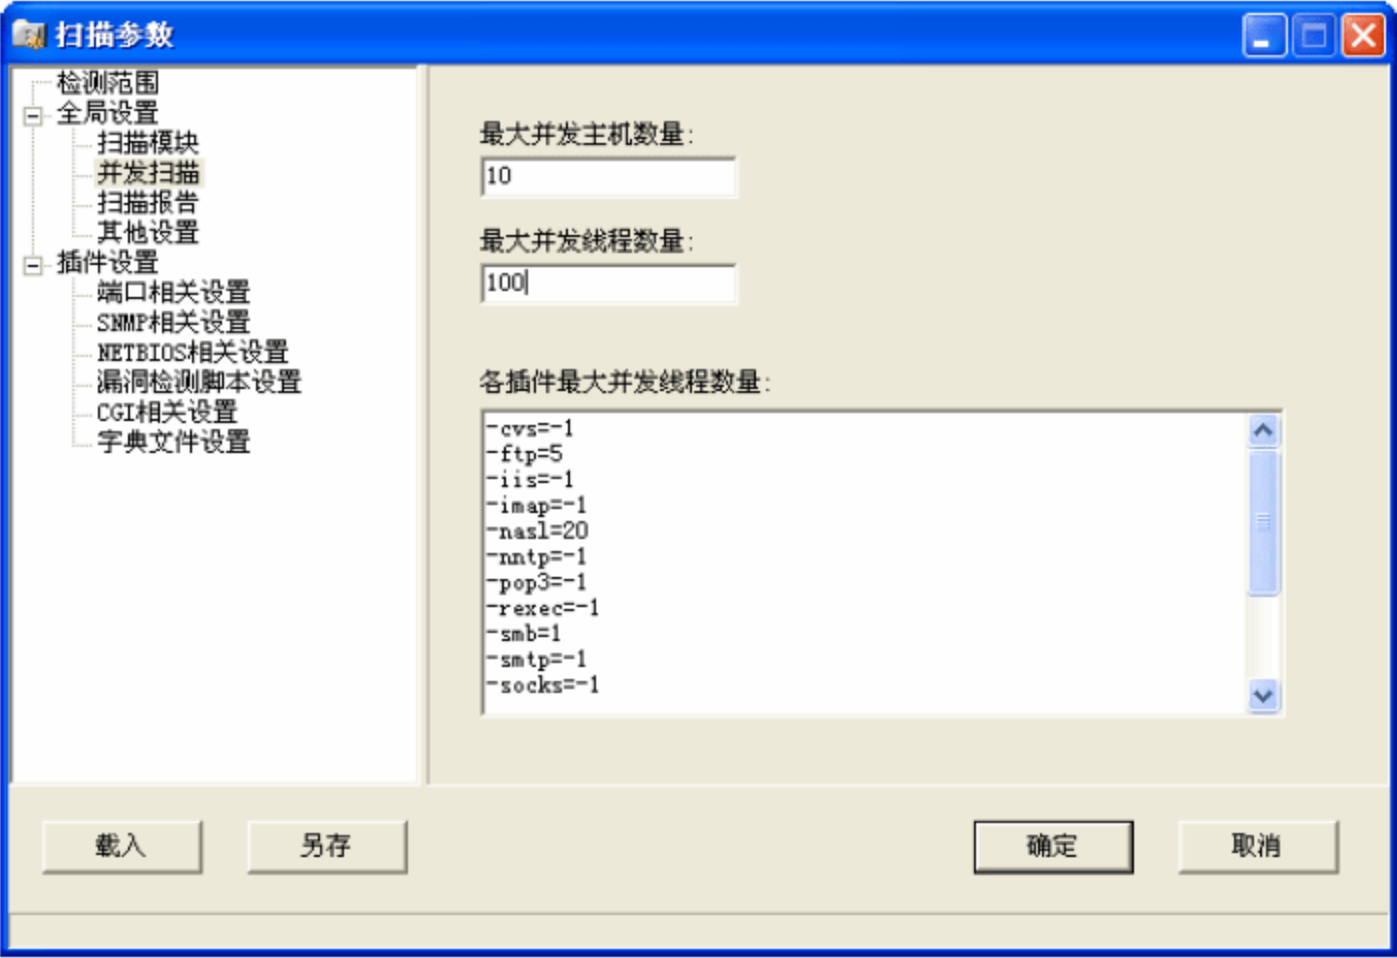 扫描参数
检测范围
全局设置
扫描模块
并发扫描
扫描报告
其他设置
插件设置
端口相关设置
SNMP相关设置
NETBIOS相关设置
漏洞检测脚本设置
CGI相关设置
字典文件设置
最大并发主机数量:
10
最大并发线程数量:
100
各插件最大并发线程数量:
-cvs=-1
-ftp=5
-iis=-1
-imap=-1
-nasl=20
-nntp=-1
-pop3=-1
-rexec=-1
-smb=1
-smtp=-1
-socks=-1
载入
另存
确定
取消